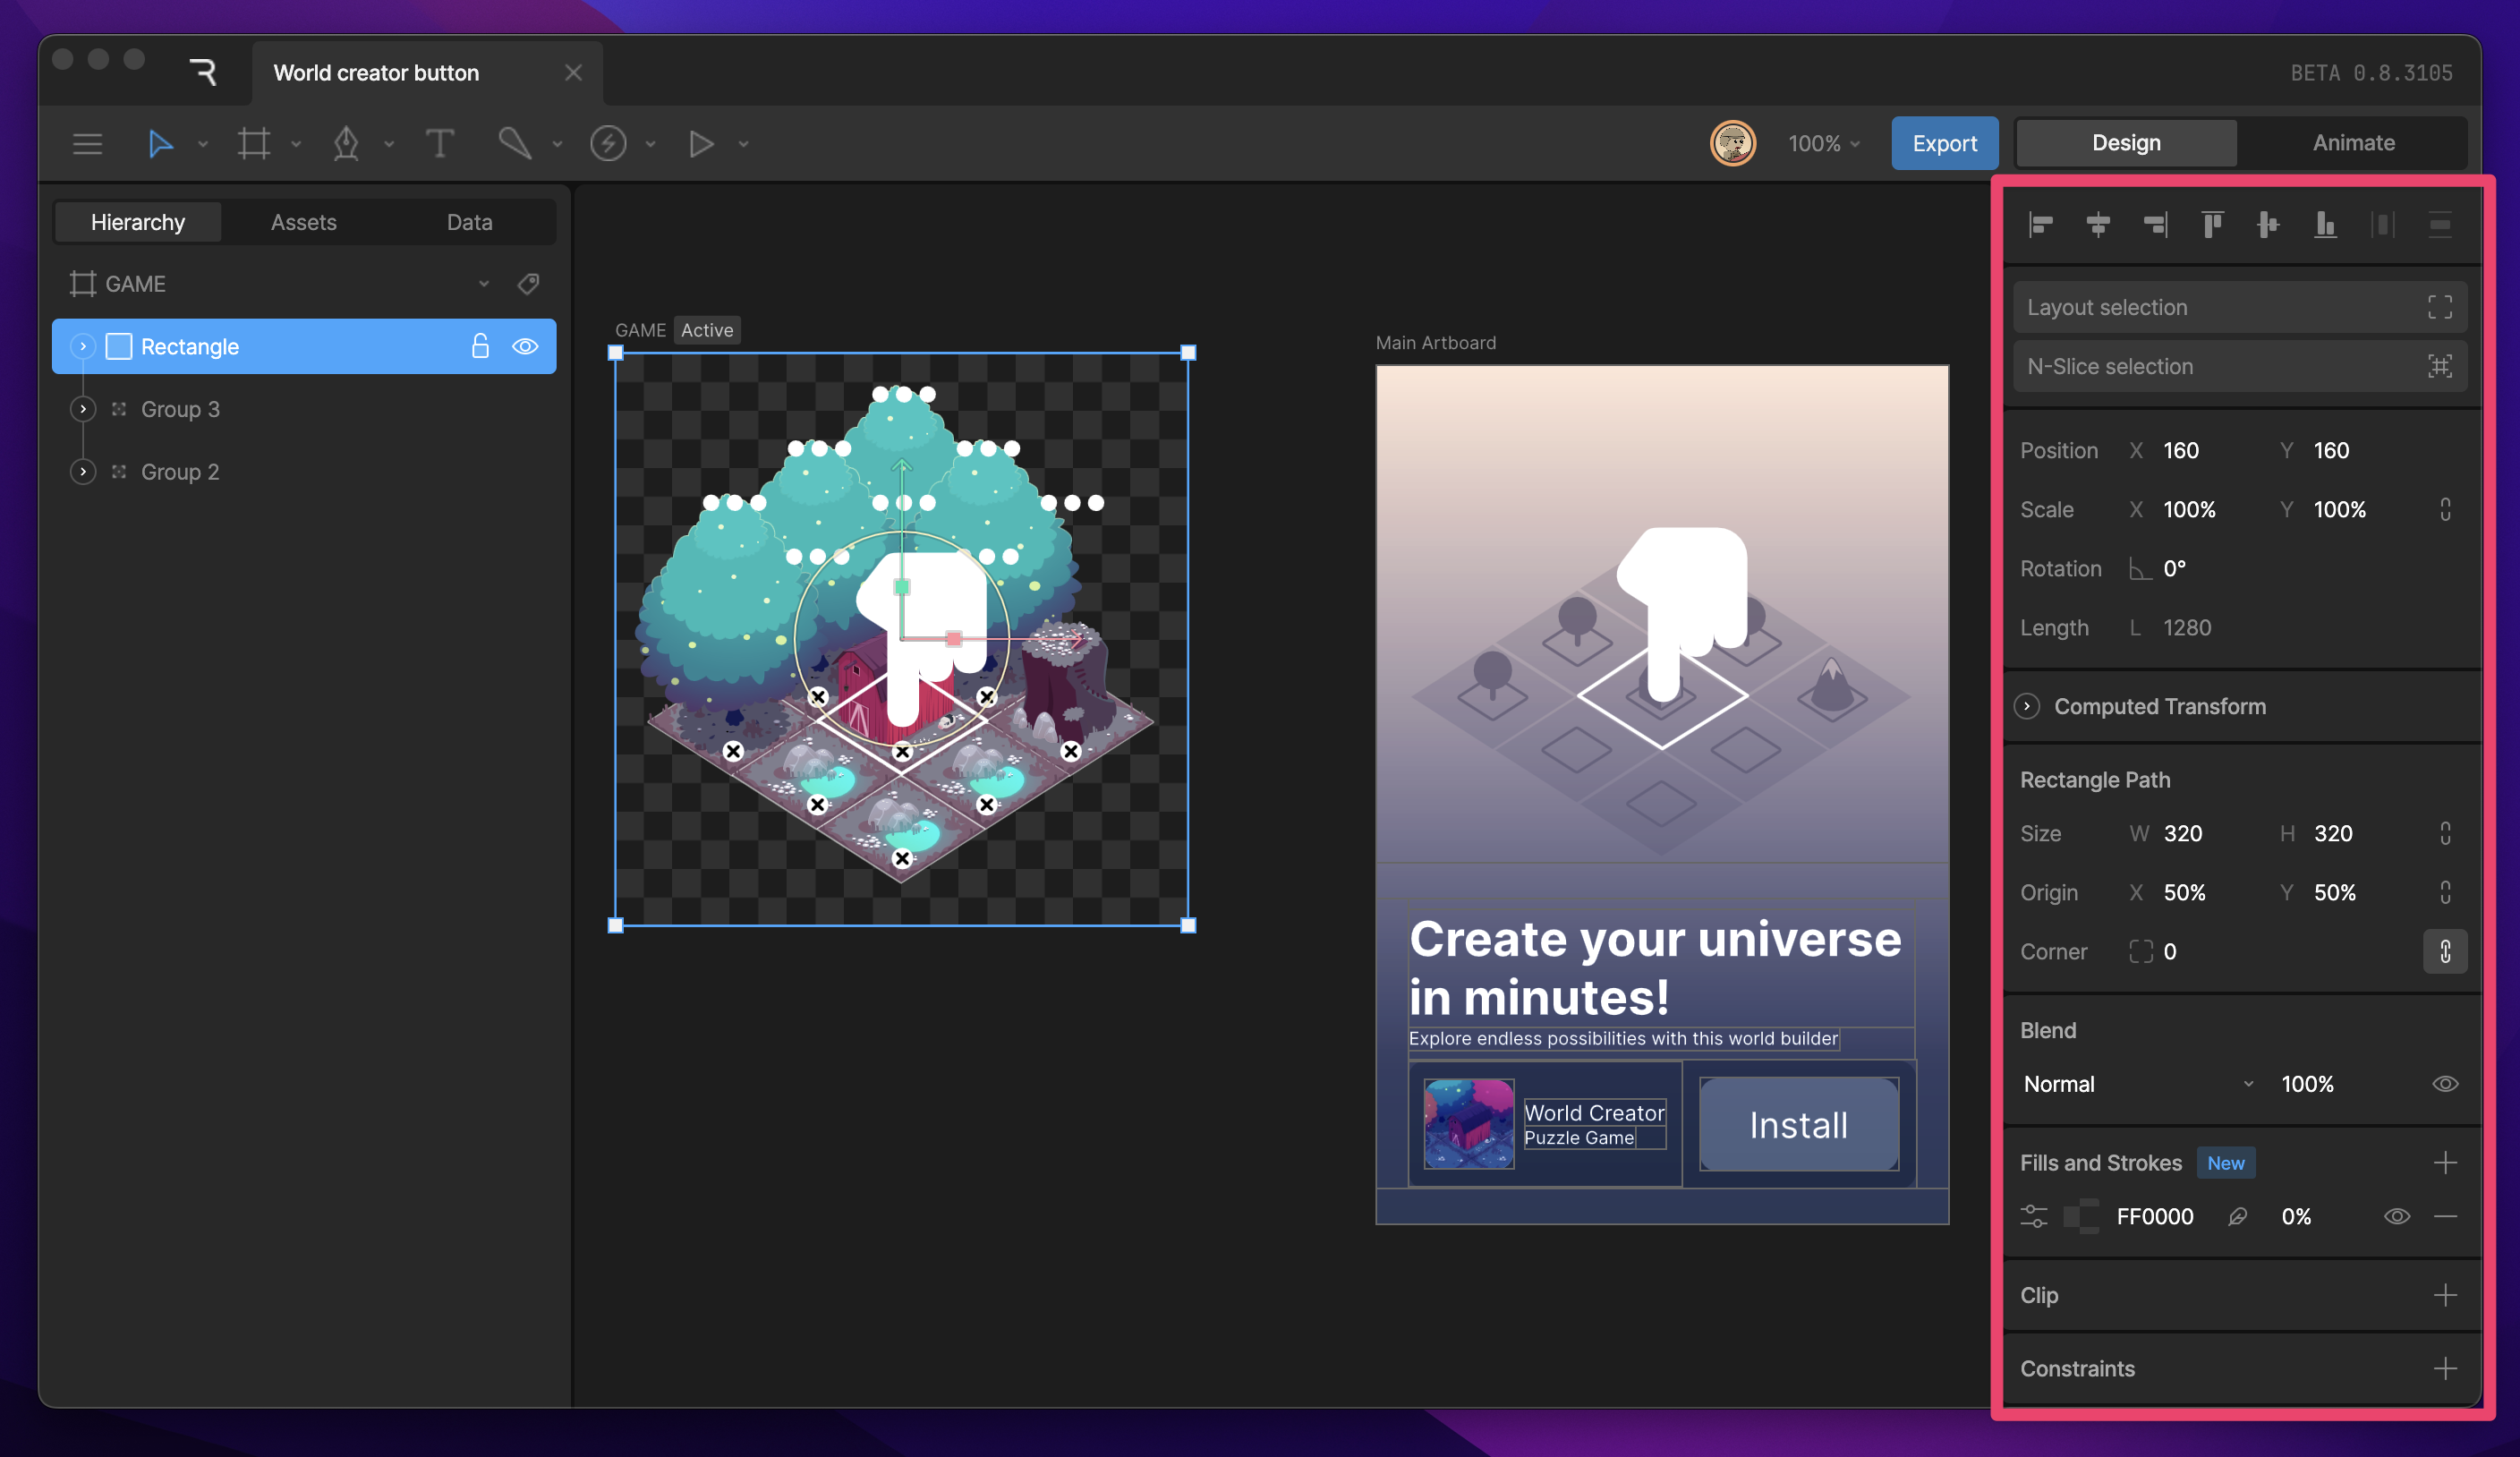 World creator button
BETA 0.8.3105
T
100%
Export
Design
Animate
Hierarchy
Assets
Data
GAME
Rectangle
Group 3
Group 2
GAME Active
Main Artboard
Create your universe
in minutes!
Explore endless possibilities with this world builder
World Creator
Puzzle Game
Install
Layout selection
N-Slice selection
Position X 160 Y 160
Scale X 100% Y 100%
Rotation 0°
Length L 1280
Computed Transform
Rectangle Path
Size W 320 H 320
Origin X 50% Y 50%
Corner 0
Blend
Normal 100%
Fills and Strokes New
FF0000 0%
Clip
Constraints